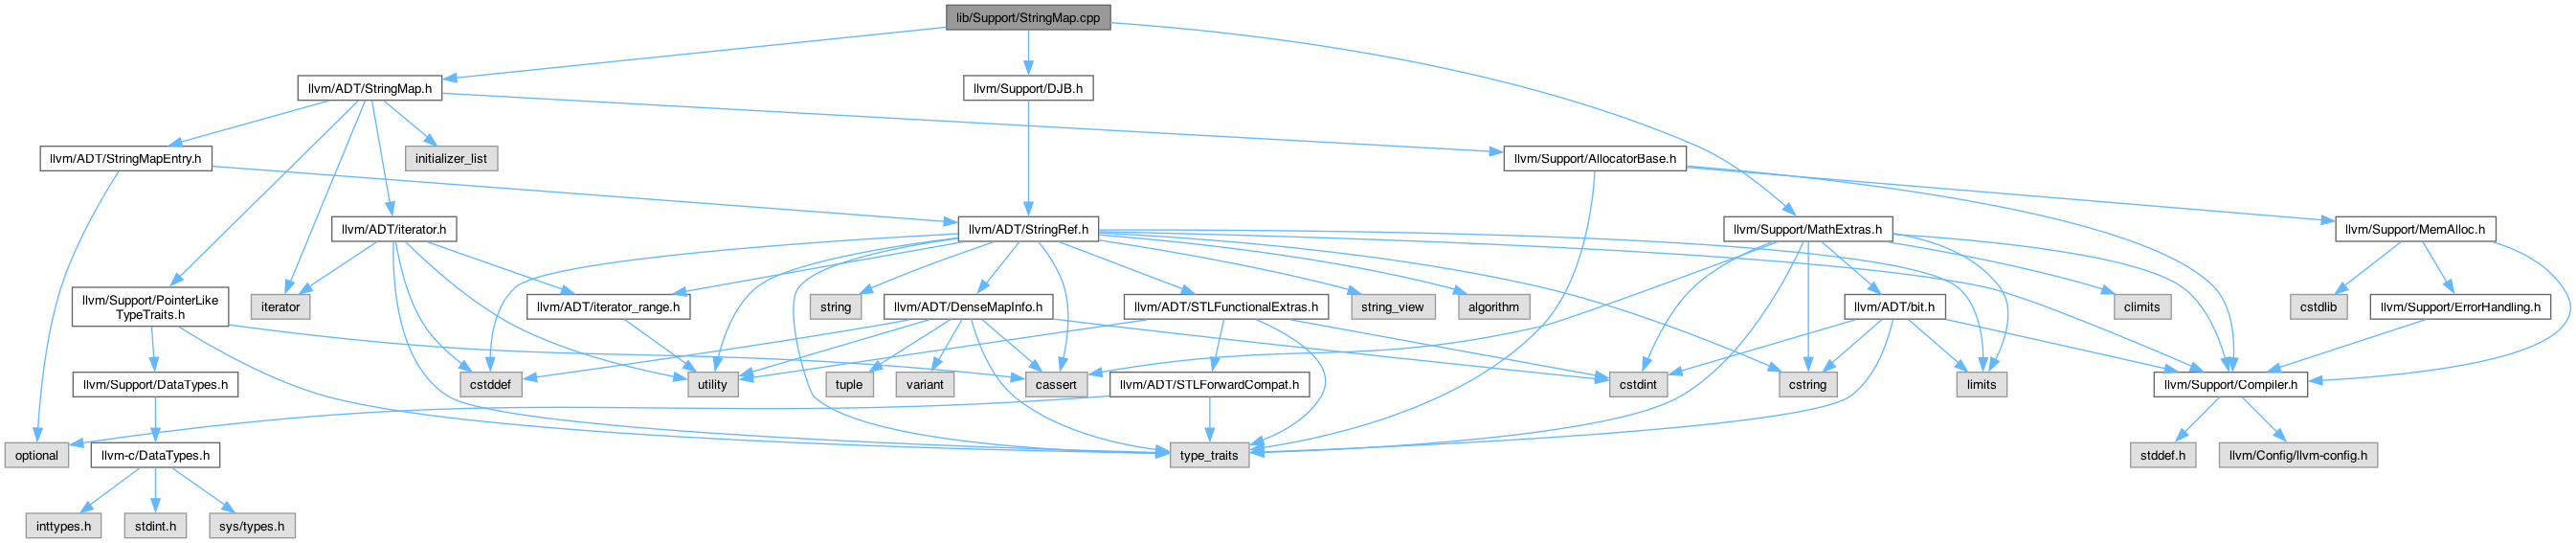 lib/Support/StringMap.cpp
llvm/ADT/StringMap.h
llvm/Support/DJB.h
llvm/ADT/StringMapEntry.h
initializer_list
llvm/Support/AllocatorBase.h
llvm/ADT/iterator.h
llvm/ADT/StringRef.h
llvm/Support/MathExtras.h
llvm/Support/MemAlloc.h
llvm/Support/PointerLike
TypeTraits.h
iterator
llvm/ADT/iterator_range.h
string
llvm/ADT/DenseMapInfo.h
llvm/ADT/STLFunctionalExtras.h
string_view
algorithm
llvm/ADT/bit.h
climits
cstdlib
llvm/Support/ErrorHandling.h
llvm/Support/DataTypes.h
cstddef
utility
tuple
variant
cassert
llvm/ADT/STLForwardCompat.h
cstdint
cstring
limits
llvm/Support/Compiler.h
optional
llvm-c/DataTypes.h
type_traits
stddef.h
llvm/Config/llvm-config.h
inttypes.h
stdint.h
sys/types.h